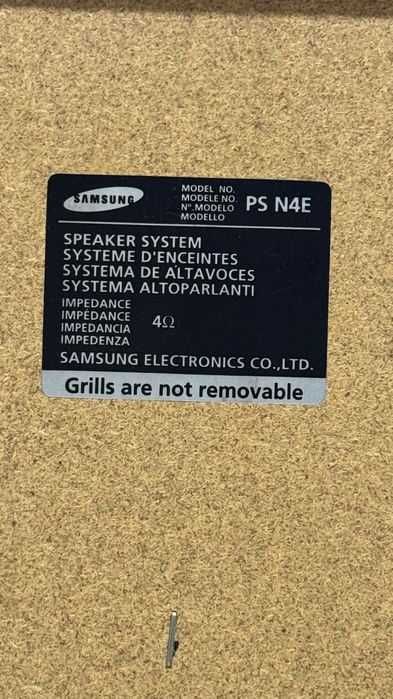 SAMSUNG
MODEL NO.
MODELE NO.
Nº.MODELO
MODELLO
PS N4E
SPEAKER SYSTEM
SYSTEME D'ENCEINTES
SYSTEMA DE ALTAVOCES
SYSTEMA ALTOPARLANTI
IMPEDANCE
IMPÉDANCE
IMPEDANCIA
IMPEDENZA
4Ω
SAMSUNG ELECTRONICS CO.,LTD.
Grills are not removable